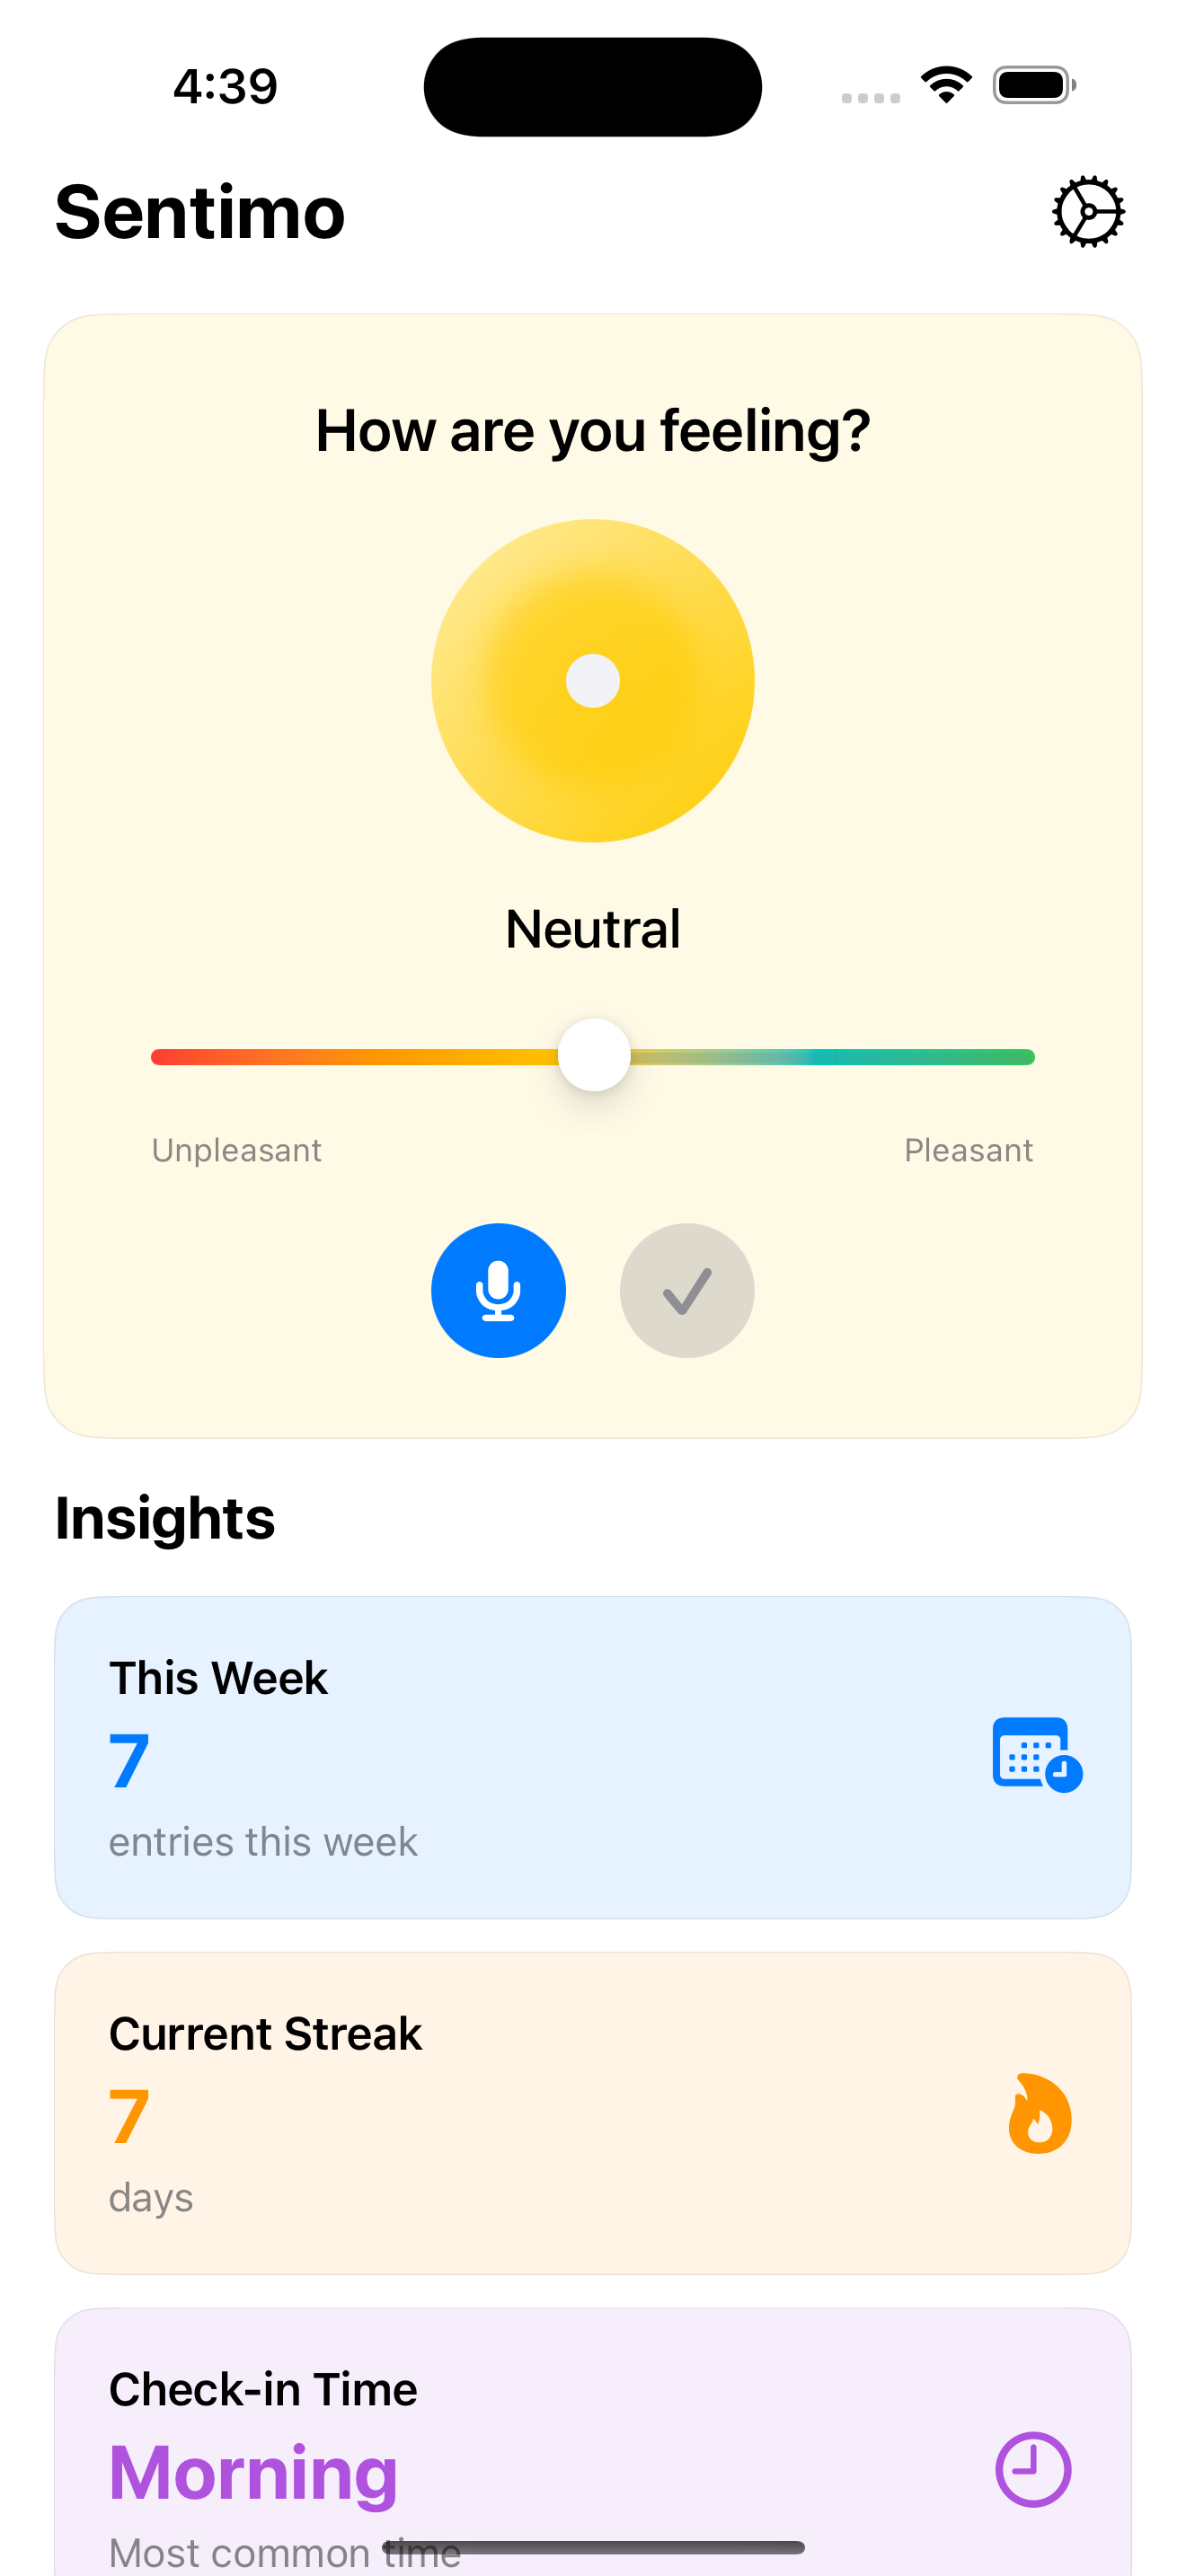 4:39
Sentimo
How are you feeling?
Neutral
Unpleasant Pleasant
Insights
This Week
7
entries this week
Current Streak
7
days
Check-in Time
Morning
Most common time